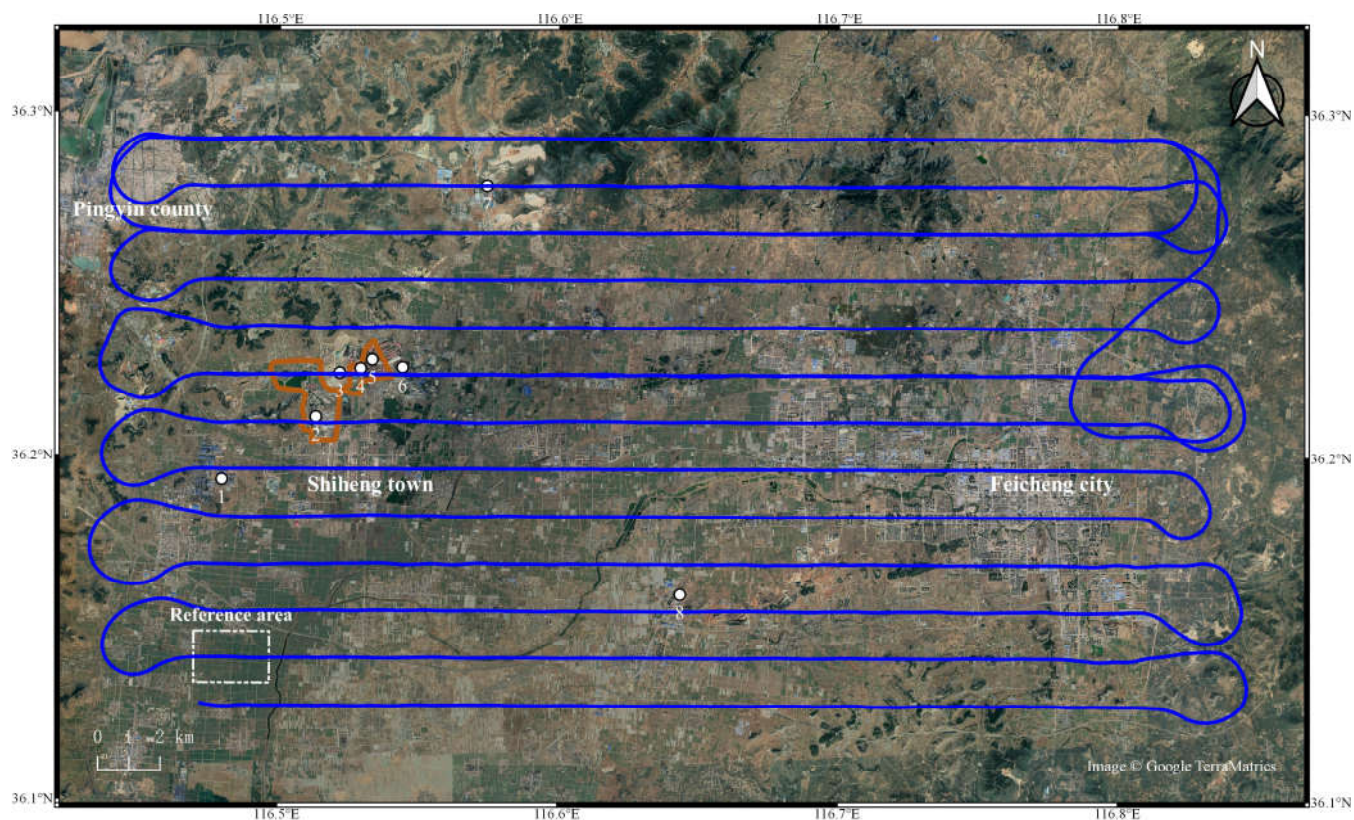 116.5°E 116.6°E 116.7°E 116.8°E
N
36.3°N 36.3°N
7
Pingyin county
3 4 5 6
2
36.2°N 36.2°N
1
Shiheng town Feicheng city
8
Reference area
0 1 2 km
Image © Google TerraMatrics
36.1°N 36.1°N
116.5°E 116.6°E 116.7°E 116.8°E